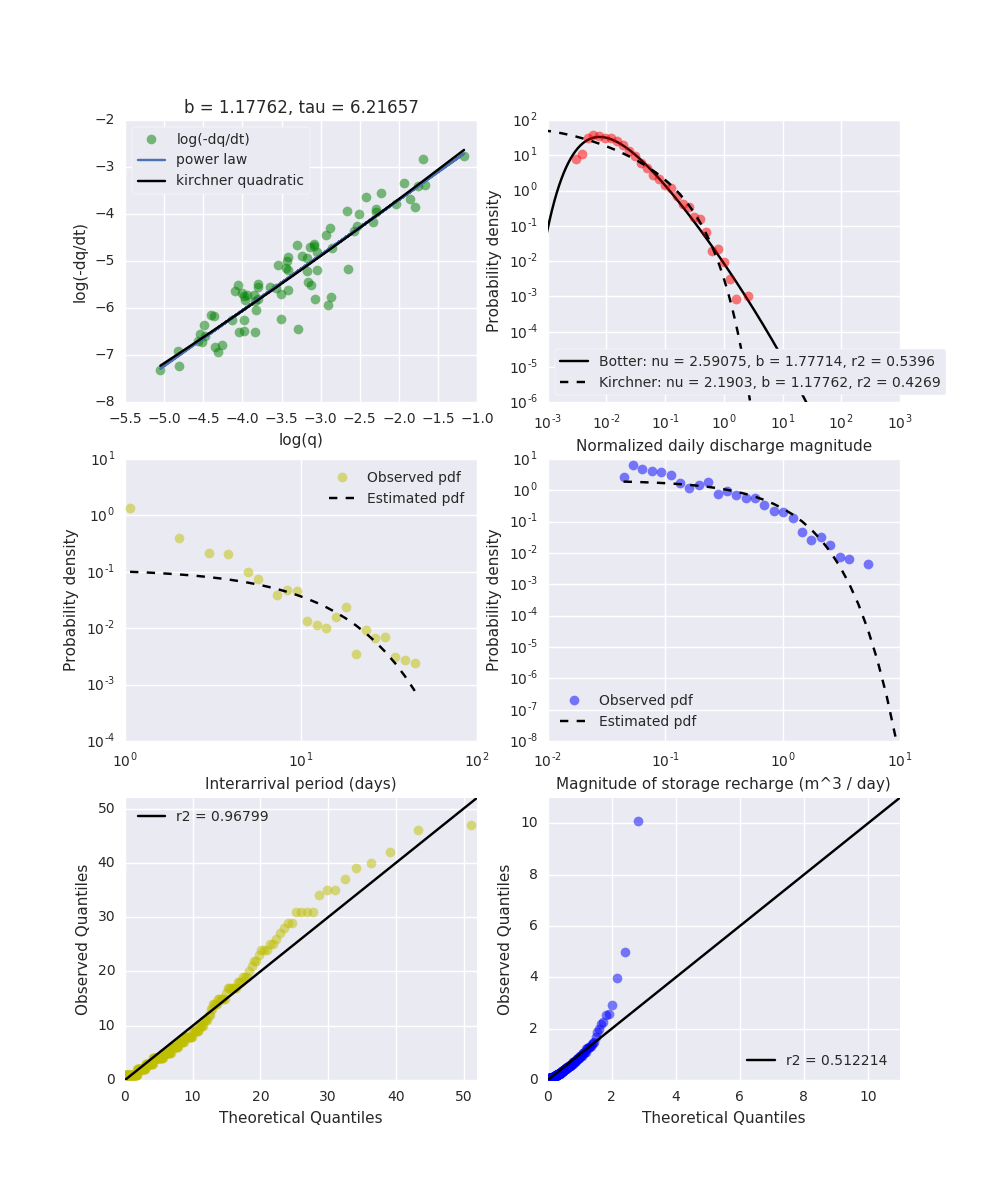 b = 1.17762, tau = 6.21657
log(-dq/dt)
−2
−3
−4
−5
−6
−7
−8
log(-dq/dt)
power law
kirchner quadratic
−5.5 −5.0 −4.5 −4.0 −3.5 −3.0 −2.5 −2.0 −1.5 −1.0
log(q)
Probability density
10^2
10^1
10^0
10^-1
10^-2
10^-3
10^-4
10^-5
10^-6
Botter: nu = 2.59075, b = 1.77714, r2 = 0.5396
Kirchner: nu = 2.1903, b = 1.17762, r2 = 0.4269
10^-3 10^-2 10^-1 10^0 10^1 10^2 10^3
Normalized daily discharge magnitude
Probability density
10^1
10^0
10^-1
10^-2
10^-3
10^-4
Observed pdf
Estimated pdf
10^0 10^1 10^2
Interarrival period (days)
Probability density
10^1
10^0
10^-1
10^-2
10^-3
10^-4
10^-5
10^-6
10^-7
10^-8
Observed pdf
Estimated pdf
10^-2 10^-1 10^0 10^1
Magnitude of storage recharge (m^3 / day)
Observed Quantiles
50
40
30
20
10
0
r2 = 0.96799
0 10 20 30 40 50
Theoretical Quantiles
Observed Quantiles
10
8
6
4
2
0
r2 = 0.512214
0 2 4 6 8 10
Theoretical Quantiles